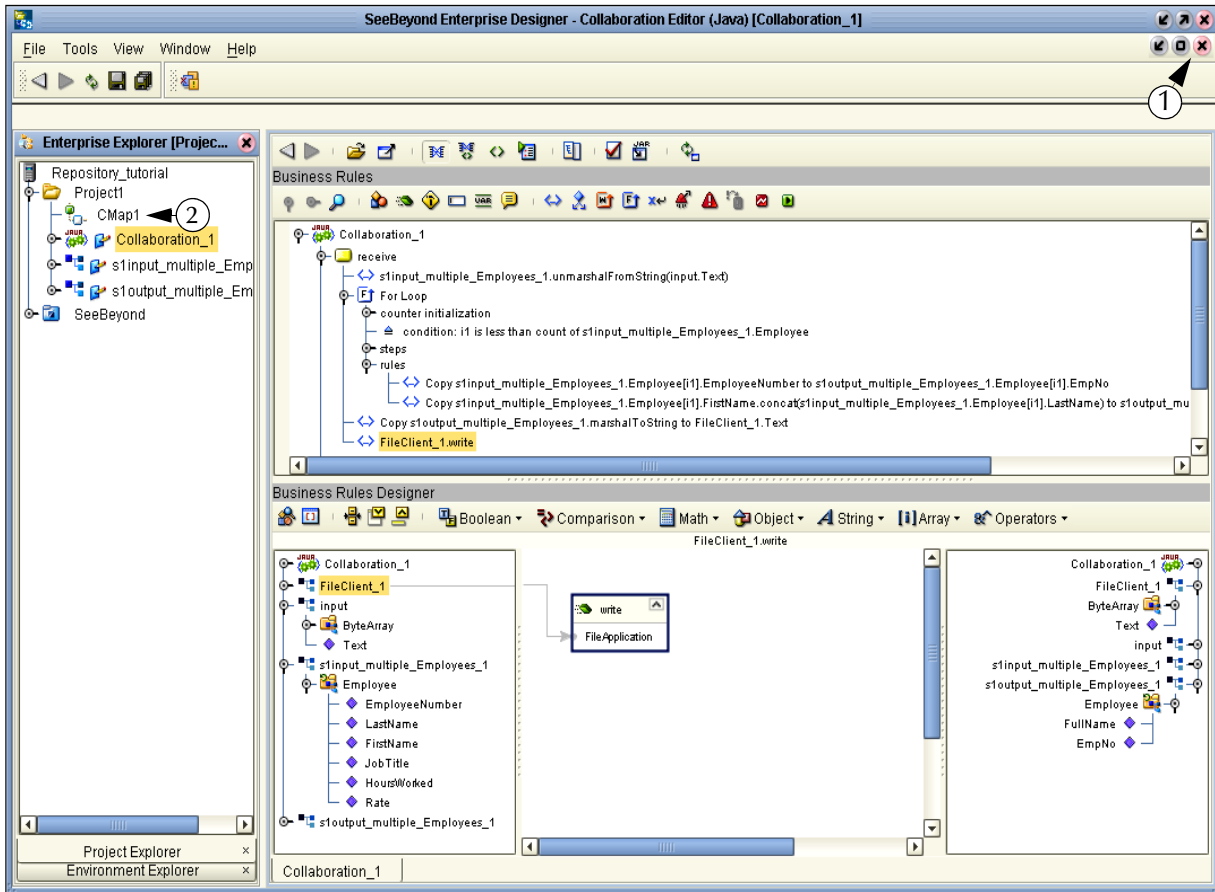 SeeBeyond Enterprise Designer - Collaboration Editor (Java) [Collaboration_1]
File Tools View Window Help
1
Enterprise Explorer [Projec...
Repository_tutorial
Project1
CMap1
2
JAVA Collaboration_1
s1input_multiple_Emp
s1output_multiple_Em
SeeBeyond
Project Explorer
Environment Explorer
Business Rules
JAVA Collaboration_1
receive
s1input_multiple_Employees_1.unmarshalFromString(input.Text)
For Loop
counter initialization
condition: i1 is less than count of s1input_multiple_Employees_1.Employee
steps
rules
Copy s1input_multiple_Employees_1.Employee[i1].EmployeeNumber to s1output_multiple_Employees_1.Employee[i1].EmpNo
Copy s1input_multiple_Employees_1.Employee[i1].FirstName.concat(s1input_multiple_Employees_1.Employee[i1].LastName) to s1output_mu
Copy s1output_multiple_Employees_1.marshalToString to FileClient_1.Text
FileClient_1.write
Business Rules Designer
Boolean Comparison Math Object String Array Operators
FileClient_1.write
JAVA Collaboration_1
FileClient_1
input
ByteArray
Text
s1input_multiple_Employees_1
Employee
EmployeeNumber
LastName
FirstName
JobTitle
HoursWorked
Rate
s1output_multiple_Employees_1
write
FileApplication
Collaboration_1 JAVA
FileClient_1
ByteArray
Text
input
s1input_multiple_Employees_1
s1output_multiple_Employees_1
Employee
FullName
EmpNo
Collaboration_1